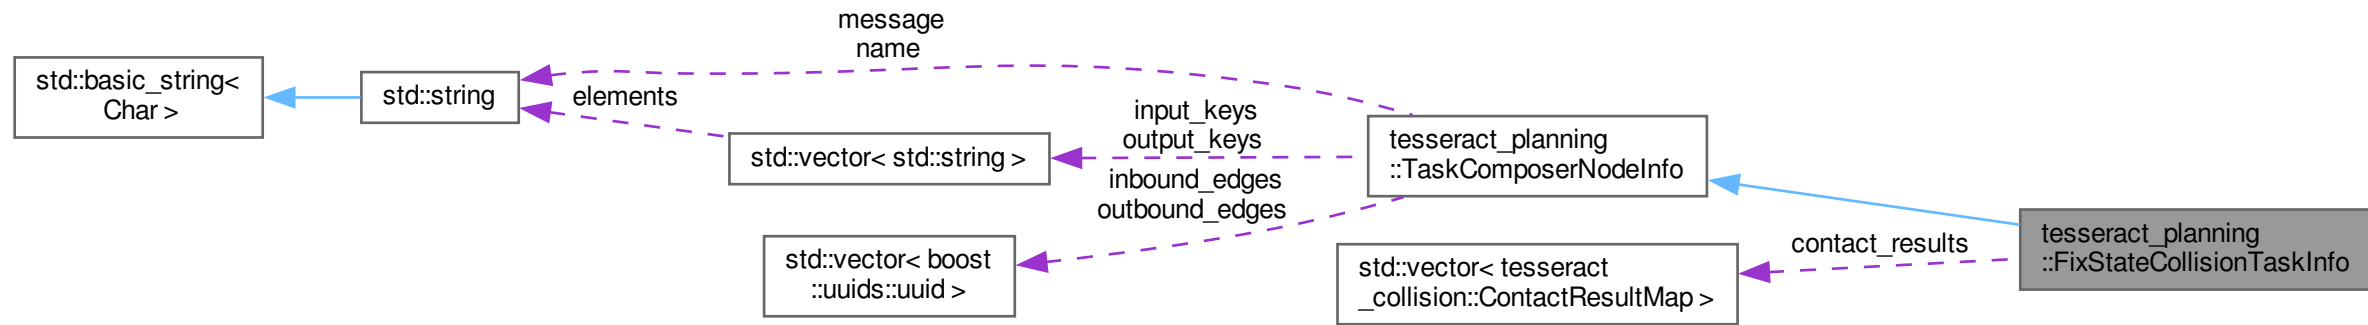 message
name
std::basic_string<
Char >
std::string
elements
std::vector< std::string >
input_keys
output_keys
inbound_edges
outbound_edges
std::vector< boost
::uuids::uuid >
tesseract_planning
::TaskComposerNodeInfo
contact_results
std::vector< tesseract
_collision::ContactResultMap >
tesseract_planning
::FixStateCollisionTaskInfo